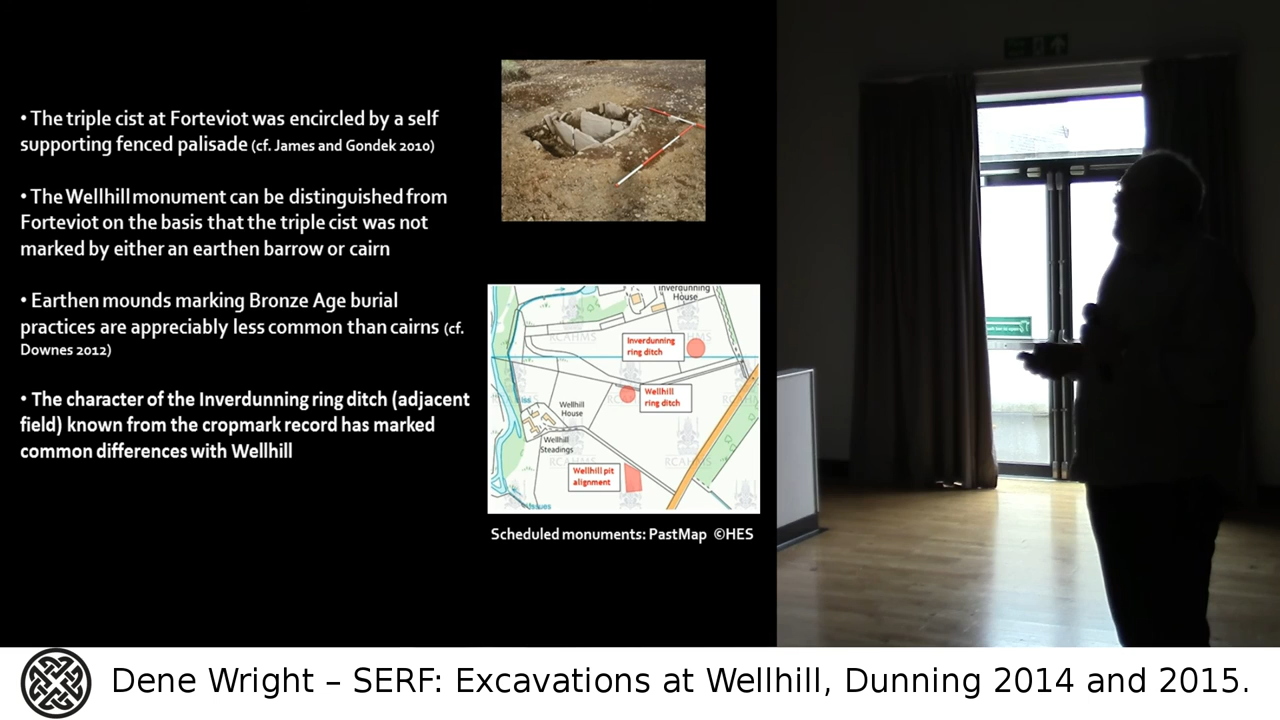 • The triple cist at Forteviot was encircled by a self
supporting fenced palisade (cf. James and Gondek 2010)
• The Wellhill monument can be distinguished from
Forteviot on the basis that the triple cist was not
marked by either an earthen barrow or cairn
• Earthen mounds marking Bronze Age burial
practices are appreciably less common than cairns (cf.
Downes 2012)
• The character of the Inverdunning ring ditch (adjacent
field) known from the cropmark record has marked
common differences with Wellhill
Inverdunning
House
RCAHMS
Inverdunning
ring ditch
Wellhill
ring ditch
Wellhill
House
Wellhill
Steadings
RCAHMS
Wellhill pit
alignment
Scheduled monuments: PastMap ©HES
Dene Wright – SERF: Excavations at Wellhill, Dunning 2014 and 2015.